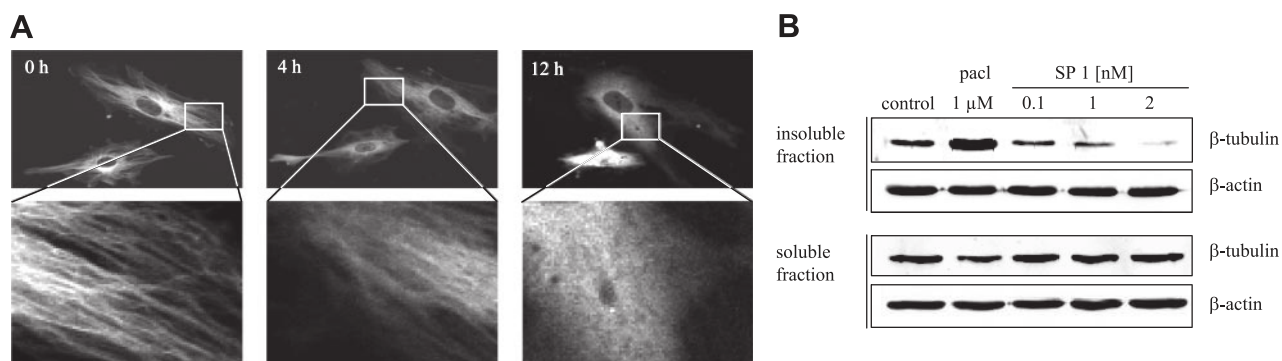 A
0 h
4 h
12 h
B
pacl SP 1 [nM]
control 1 µM 0.1 1 2
insoluble
fraction
β-tubulin
β-actin
soluble
fraction
β-tubulin
β-actin